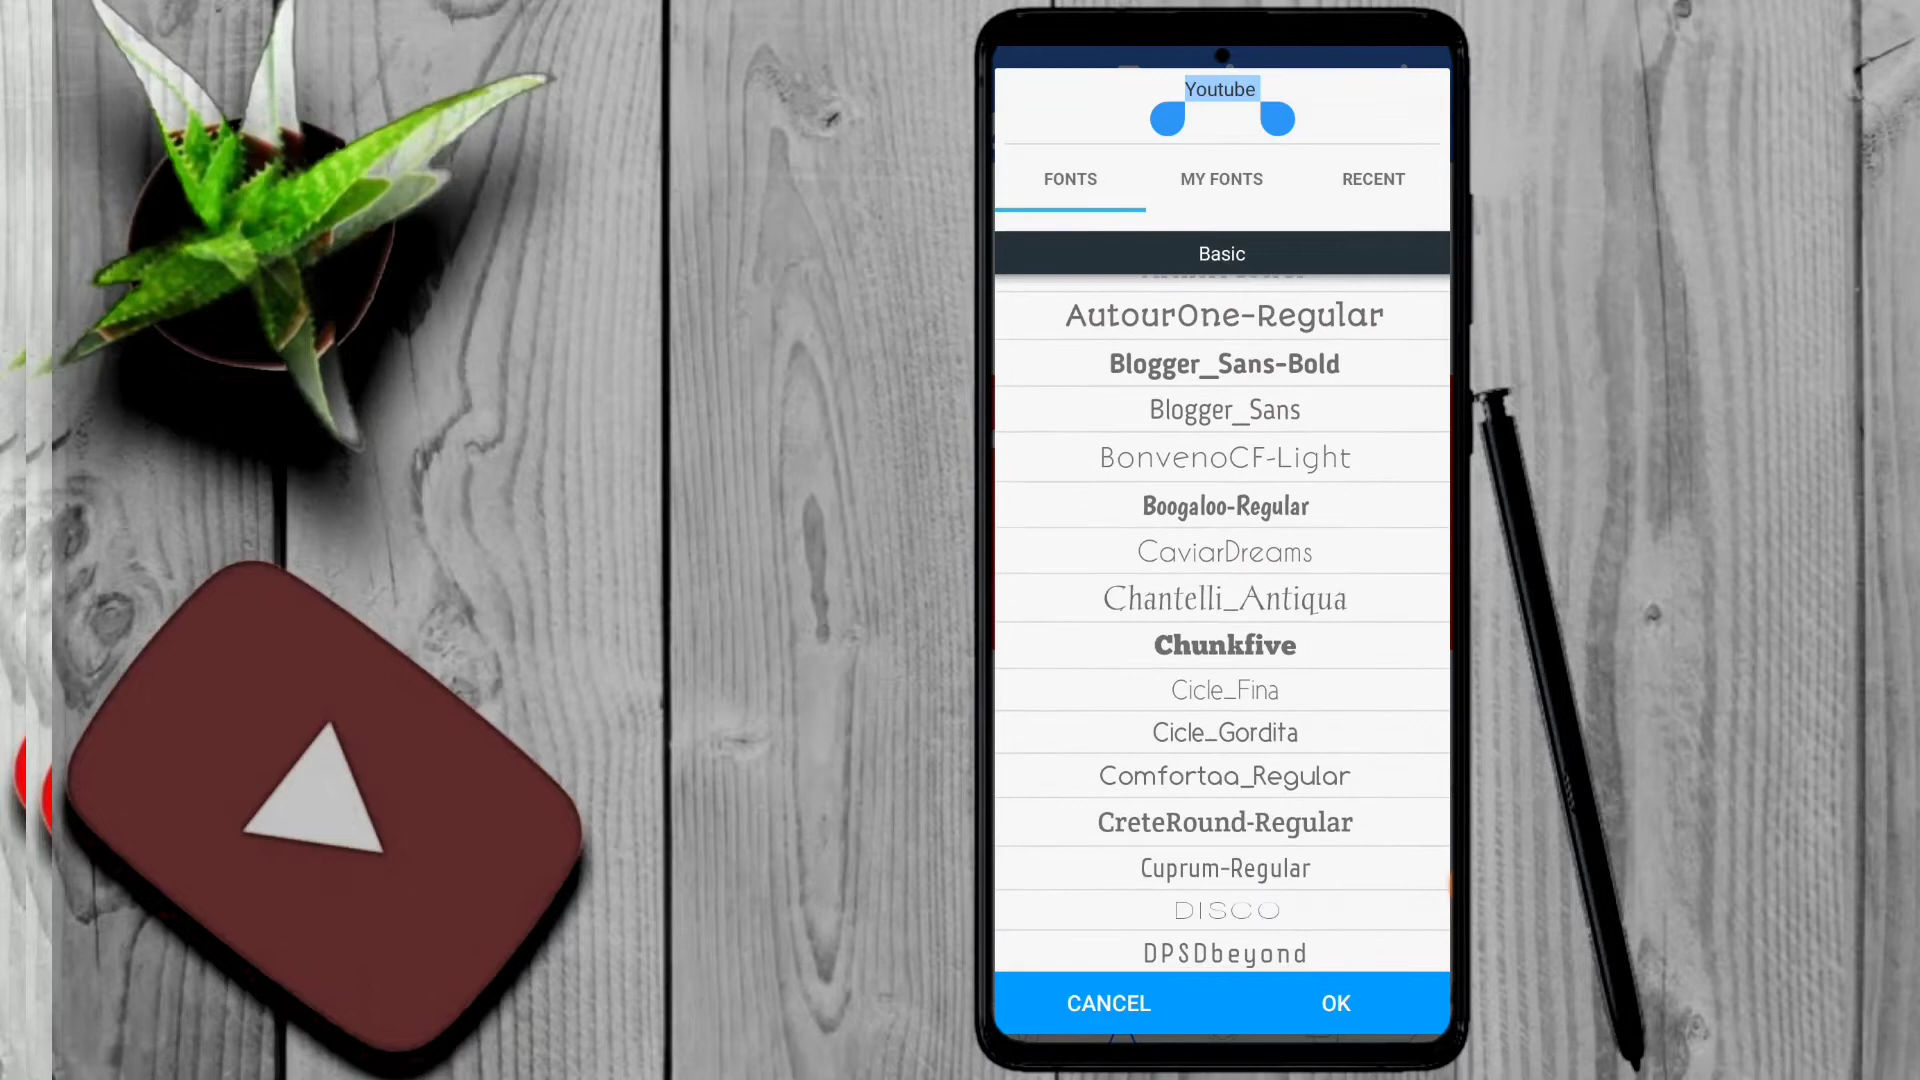 Youtube
FONTS
MY FONTS
RECENT
Basic
AutourOne-Regular
Blogger_Sans-Bold
Blogger_Sans
BonvenoCF-Light
Boogaloo-Regular
CaviarDreams
Chantelli_Antiqua
Chunkfive
Cicle_Fina
Cicle_Gordita
Comfortaa_Regular
CreteRound-Regular
Cuprum-Regular
DISCO
DPSDbeyond
CANCEL
OK